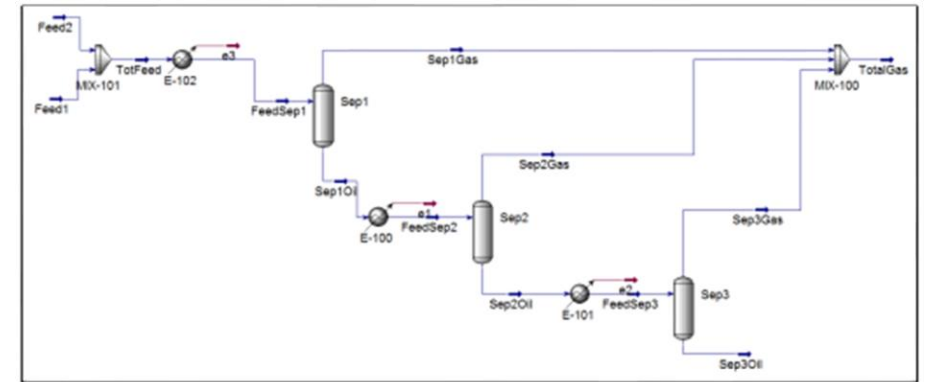 Feed2
MIX-101
TotFeed
E-102
e3
Feed1
FeedSep1
Sep1
Sep1Gas
MIX-100
TotalGas
Sep1Oil
E-100
e1
FeedSep2
Sep2
Sep2Gas
Sep2Oil
E-101
e2
FeedSep3
Sep3
Sep3Gas
Sep3Oil